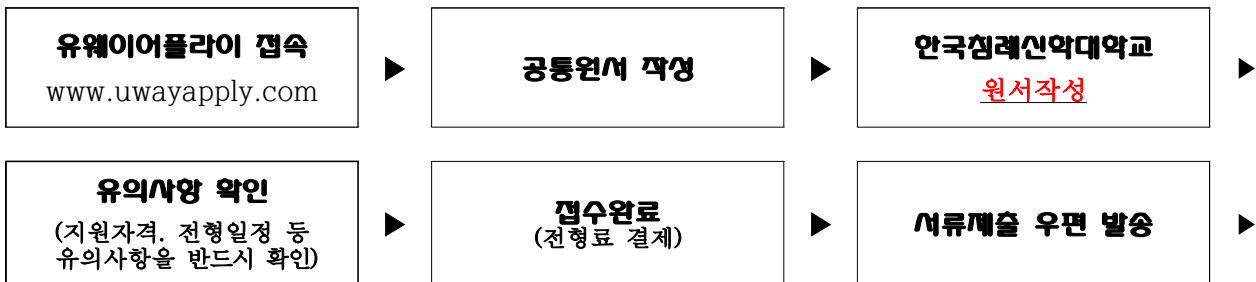 유웨이어플라이 접속
www.uwayapply.com
▶
공통원서 작성
▶
한국침례신학대학교
원서작성
▶
유의사항 확인
(지원자격. 전형일정 등
유의사항을 반드시 확인)
▶
접수완료
(전형료 결제)
▶
서류제출 우편 발송
▶